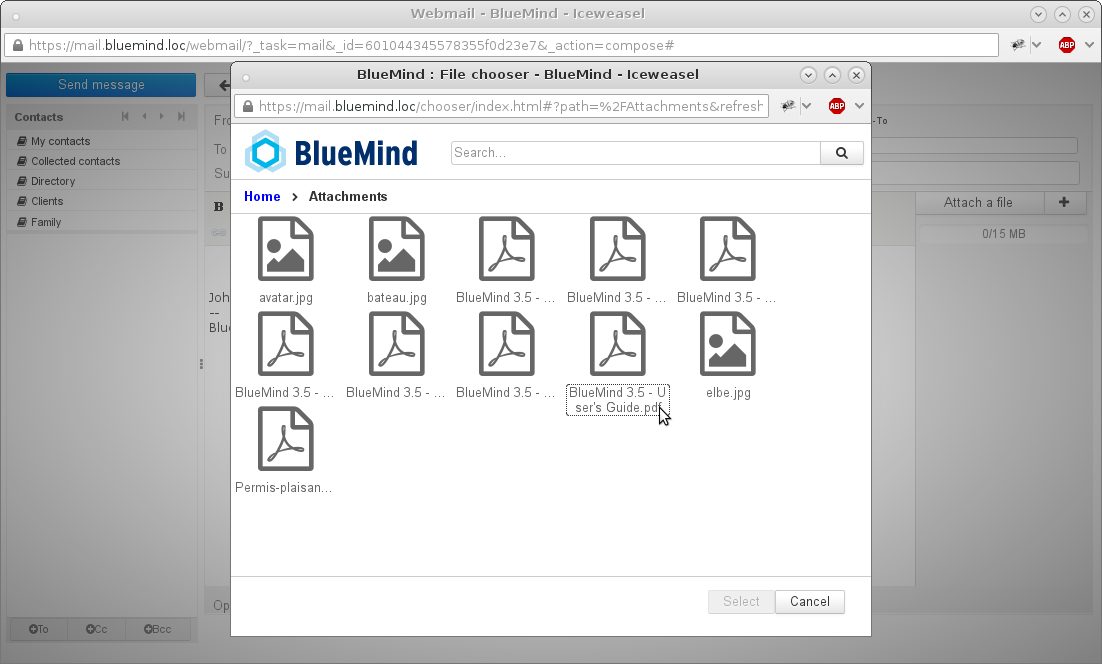 Webmail - BlueMind - Iceweasel
https://mail.bluemind.loc/webmail/?_task=mail&_id=601044345578355f0d23e7&_action=compose#
ABP
Send message
Contacts
My contacts
Collected contacts
Directory
Clients
Family
To
Cc
Bcc
BlueMind : File chooser - BlueMind - Iceweasel
https://mail.bluemind.loc/chooser/index.html#?path=%2FAttachments&refresh
ABP
BlueMind
Search...
Home > Attachments
avatar.jpg
bateau.jpg
BlueMind 3.5 - ...
BlueMind 3.5 - ...
BlueMind 3.5 - ...
BlueMind 3.5 - ...
BlueMind 3.5 - ...
BlueMind 3.5 - ...
BlueMind 3.5 - U
ser's Guide.pdf
elbe.jpg
Permis-plaisan...
Select
Cancel
Fro
To
Su
B
Joh
--
Blue
Op
-To
Attach a file
0/15 MB